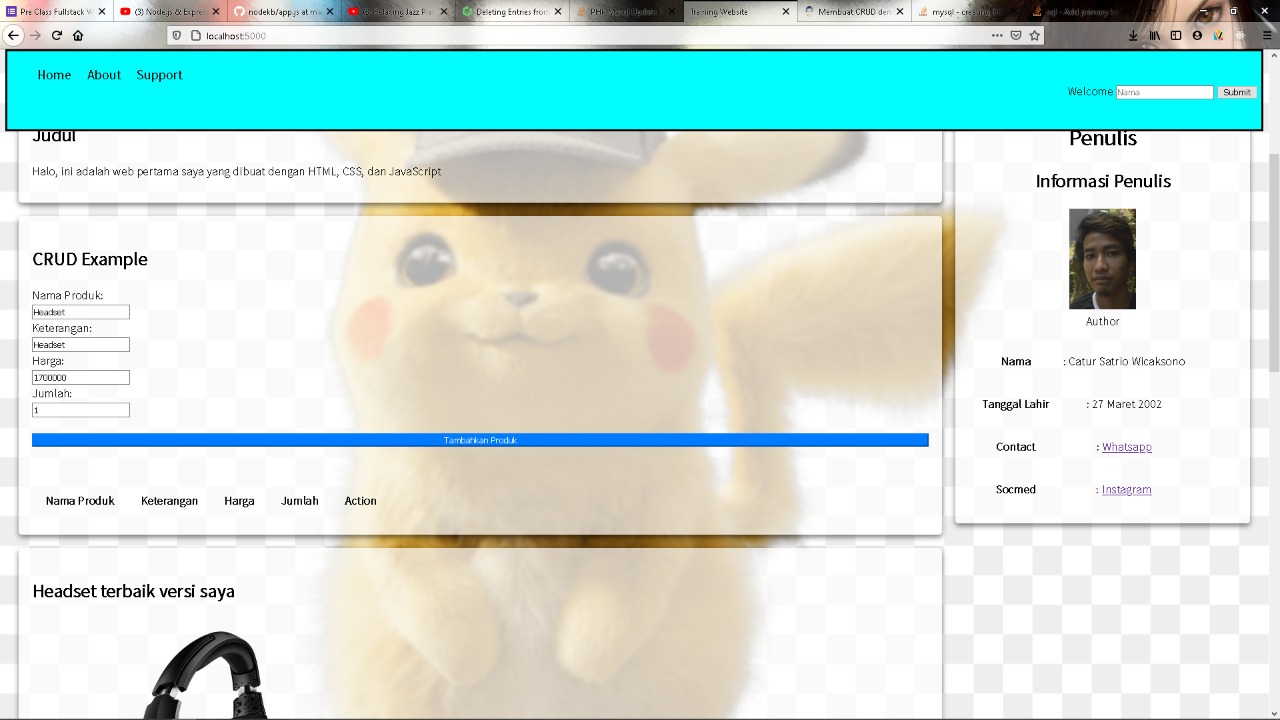 Pre Class Fullstack W
(3) NodeJs & Expre
nodekb/app.js at ma
(6) Relaxing Jazz Pia
Deleting Entries from
PHP Mysql Update
Training Website
Membuat CRUD den
mysql - creating
sql - Add primary
localhost:5000
Home About Support
Welcome Nama Submit
Judul
Halo, ini adalah web pertama saya yang dibuat dengan HTML, CSS, dan JavaScript
CRUD Example
Nama Produk:
Headset
Keterangan:
Headset
Harga:
1700000
Jumlah:
1
Tambahkan Produk
Nama Produk Keterangan Harga Jumlah Action
Headset terbaik versi saya
Penulis
Informasi Penulis
Author
Nama : Catur Satrio Wicaksono
Tanggal Lahir : 27 Maret 2002
Contact : Whatsapp
Socmed : Instagram